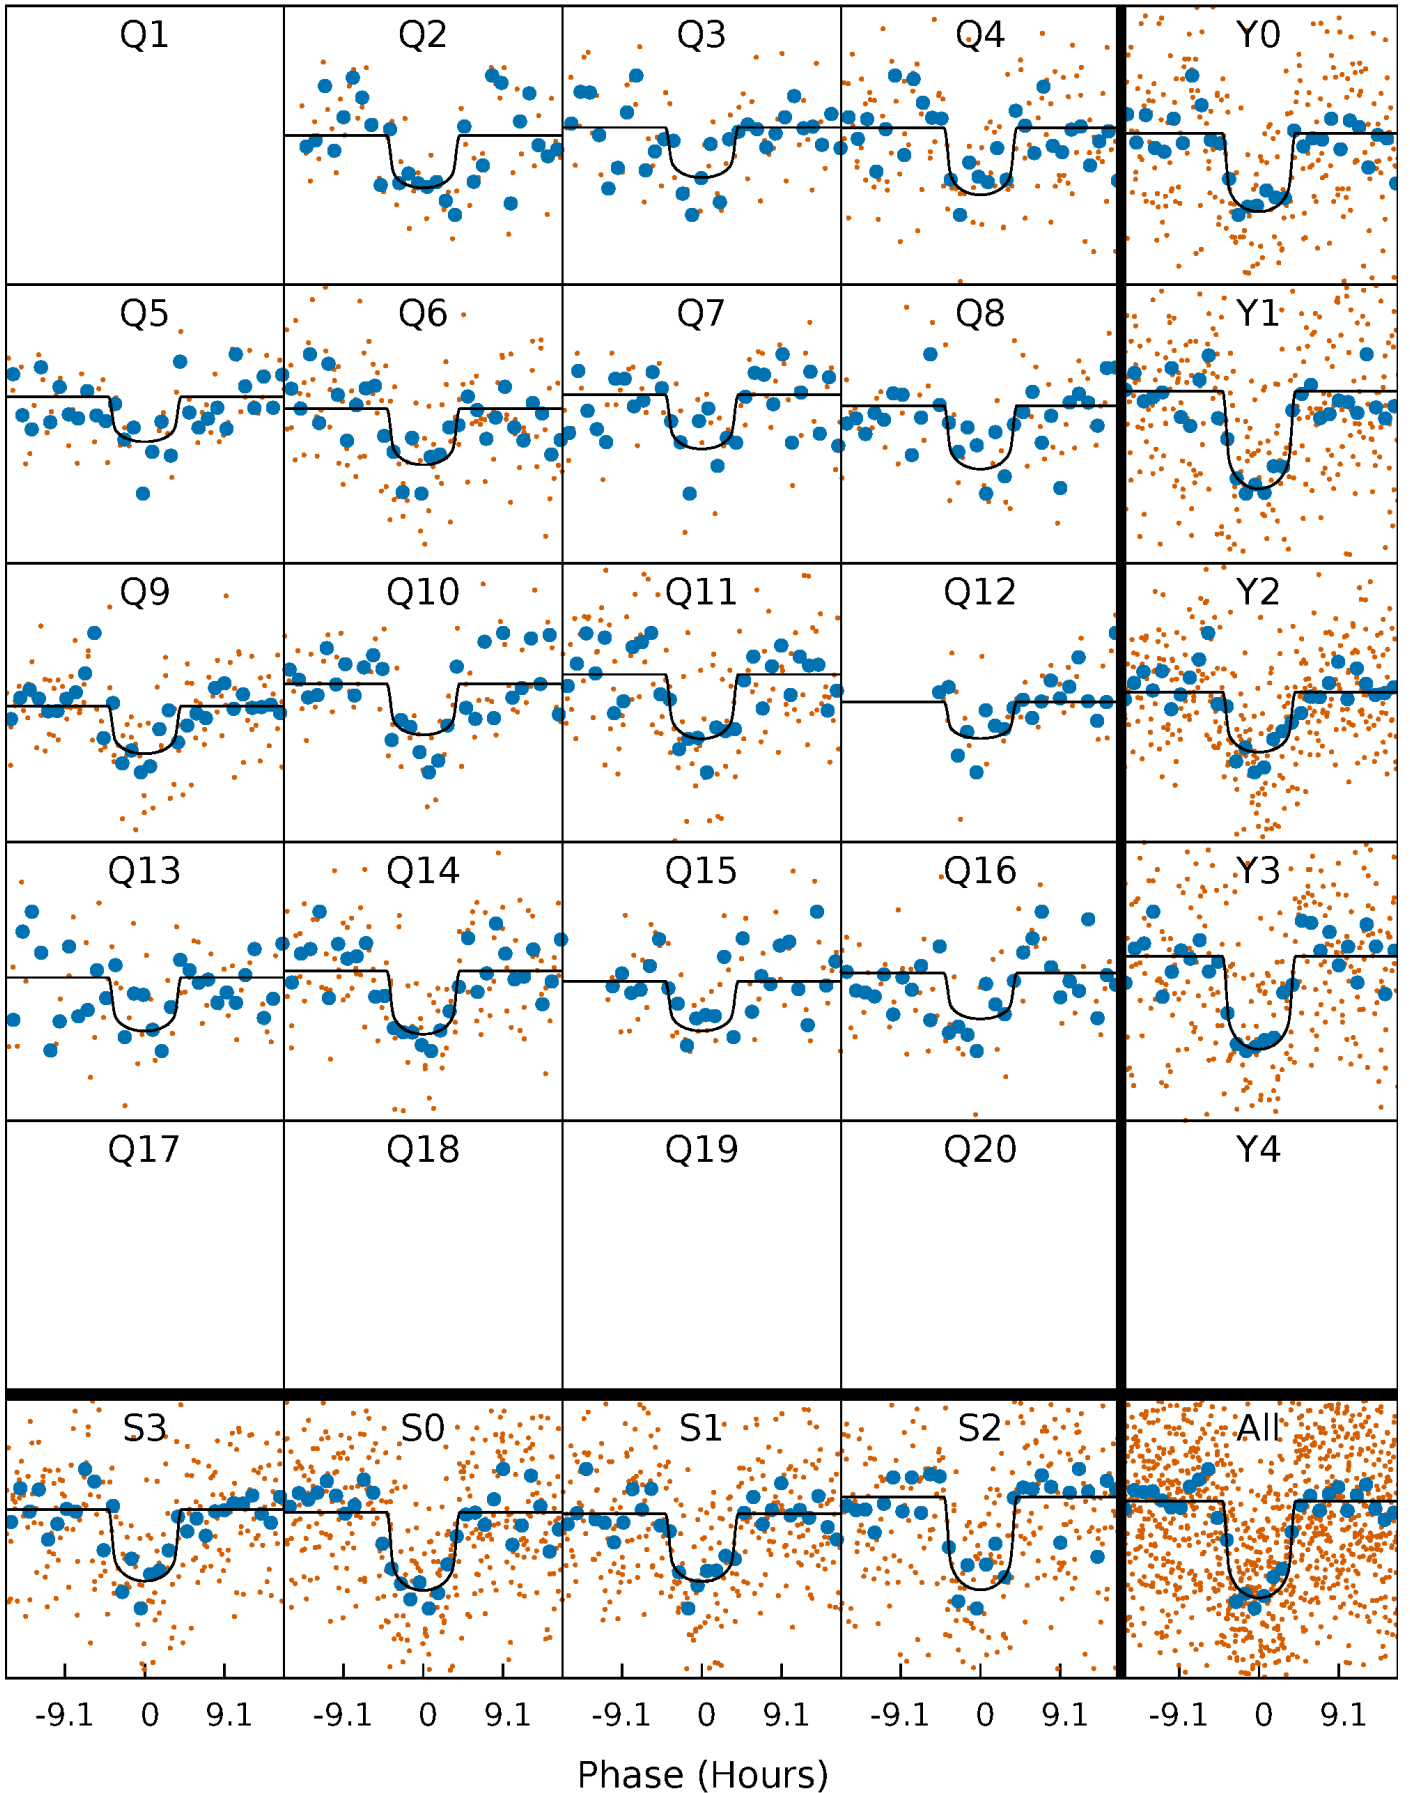 Q1 Q2 Q3 Q4 Y0
Q5 Q6 Q7 Q8 Y1
Q9 Q10 Q11 Q12 Y2
Q13 Q14 Q15 Q16 Y3
Q17 Q18 Q19 Q20 Y4
S3 S0 S1 S2 All
-9.1 0 9.1 -9.1 0 9.1 -9.1 0 9.1 -9.1 0 9.1 -9.1 0 9.1
Phase (Hours)